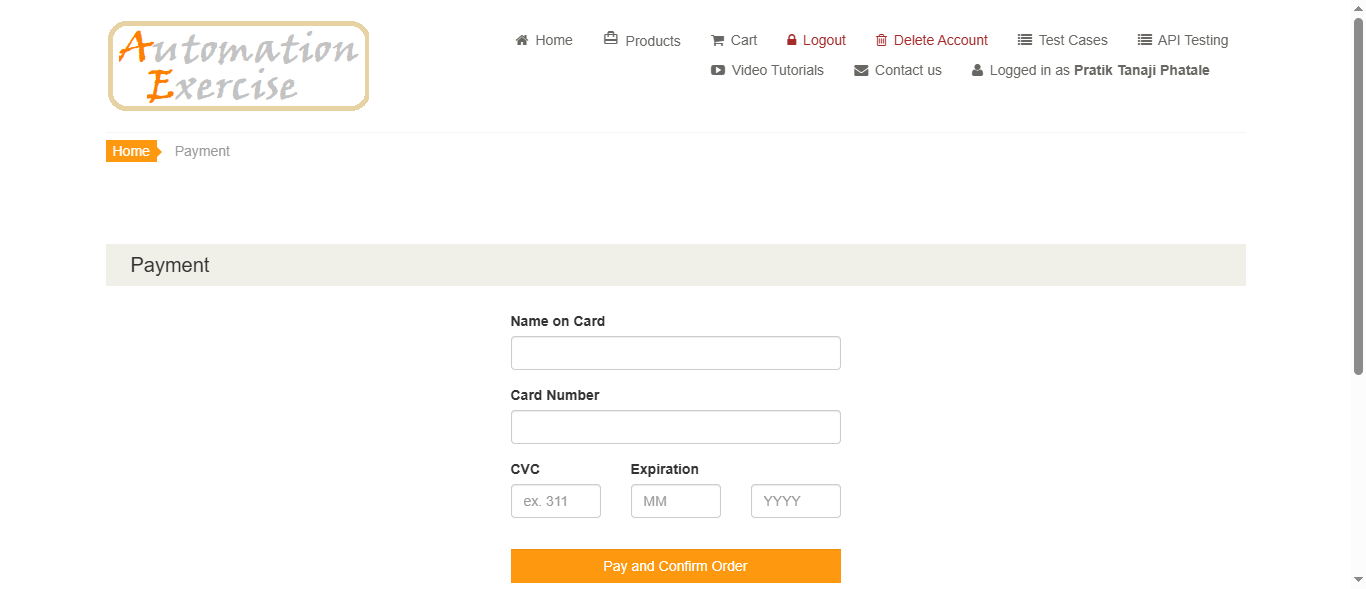 Automation
Exercise
Home Products Cart Logout Delete Account Test Cases API Testing
Video Tutorials Contact us Logged in as Pratik Tanaji Phatale
Home Payment
Payment
Name on Card
Card Number
CVC Expiration
ex. 311 MM YYYY
Pay and Confirm Order